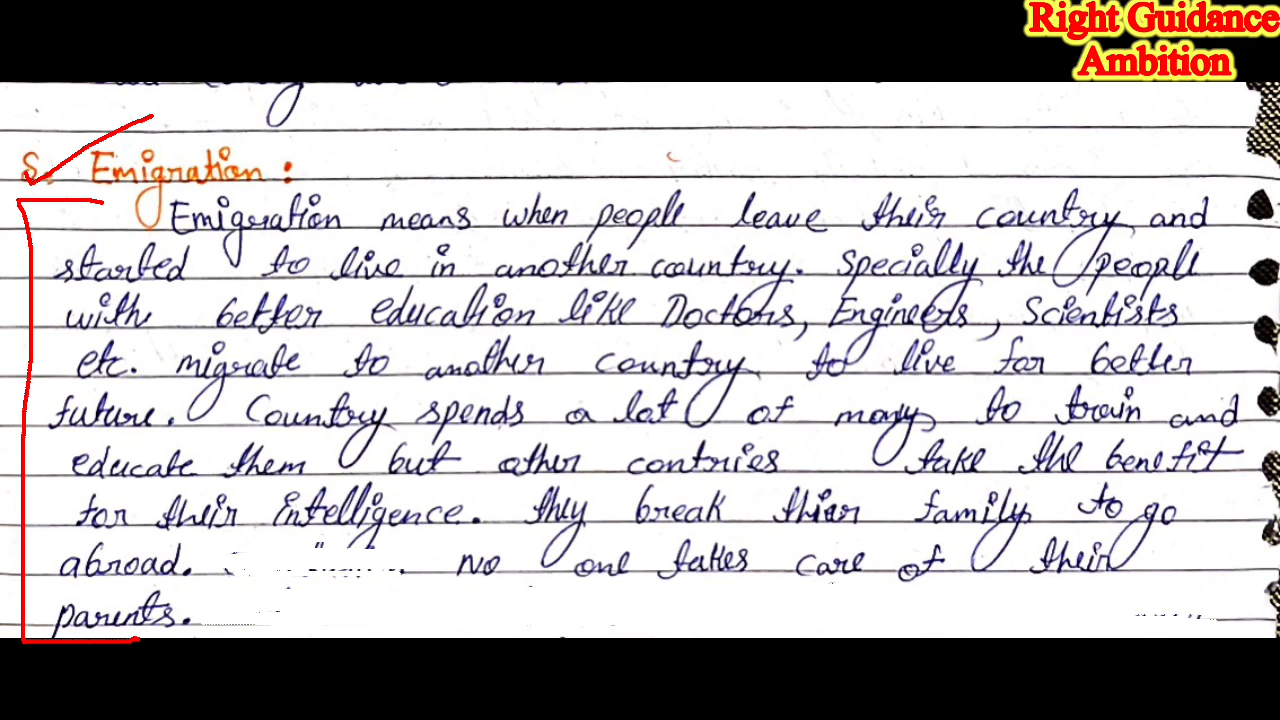 Right Guidance
Ambition
5. Emigration :
Emigration means when people leave their country and
started to live in another country. Specially the people
with better education like Doctors, Engineers, Scientists
etc. migrate to another country to live for better
future. Country spends a lot of money to train and
educate them but other contries take the benefit
for their intelligence. they break thier family to go
abroad. No one takes care of their
parents.